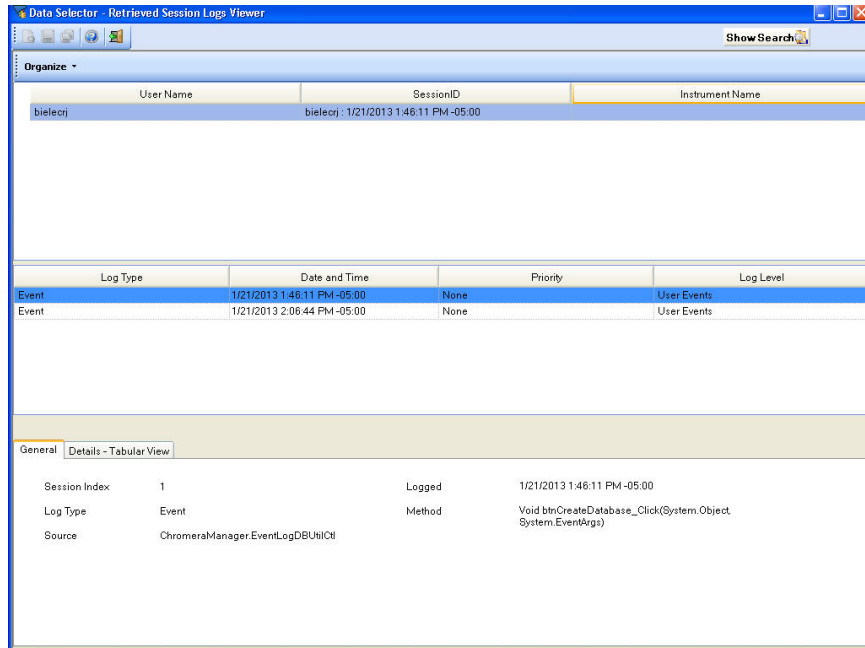 Data Selector - Retrieved Session Logs Viewer
Show Search
Organize
User Name SessionID Instrument Name
bielecrj bielecrj : 1/21/2013 1:46:11 PM -05:00
Log Type Date and Time Priority Log Level
Event 1/21/2013 1:46:11 PM -05:00 None User Events
Event 1/21/2013 2:06:44 PM -05:00 None User Events
General Details - Tabular View
Session Index 1 Logged 1/21/2013 1:46:11 PM -05:00
Log Type Event Method Void btnCreateDatabase_Click(System.Object,
System.EventArgs)
Source ChromeraManager.EventLogDBUtilCtl